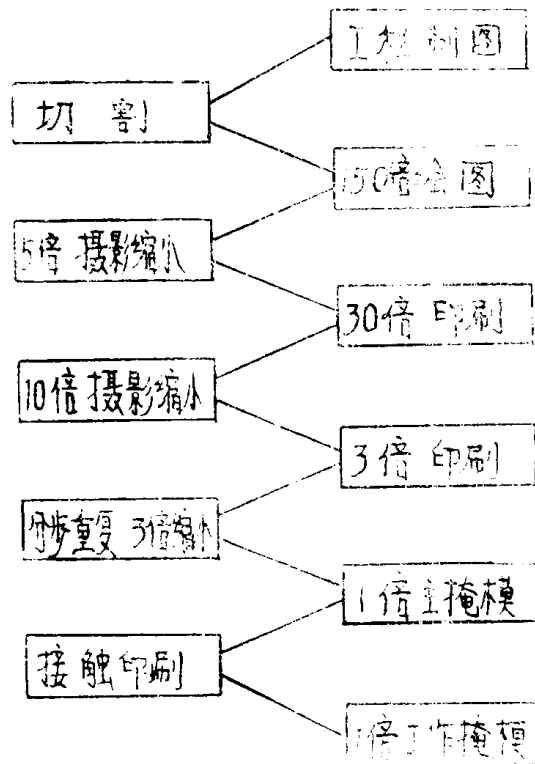 工程制图
切割
150倍全图
5倍摄影缩小
30倍印刷
10倍摄影缩小
3倍印刷
分步重复 3倍缩小
1倍主掩模
接触印刷
1倍工作掩模